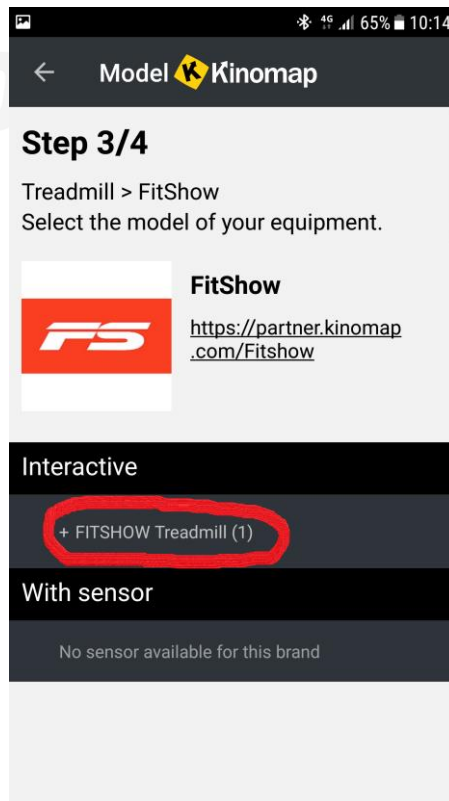 4G 65% 10:14
Model Kinomap
Step 3/4
Treadmill > FitShow
Select the model of your equipment.
FitShow
https://partner.kinomap
.com/Fitshow
FS
Interactive
+ FITSHOW Treadmill (1)
With sensor
No sensor available for this brand